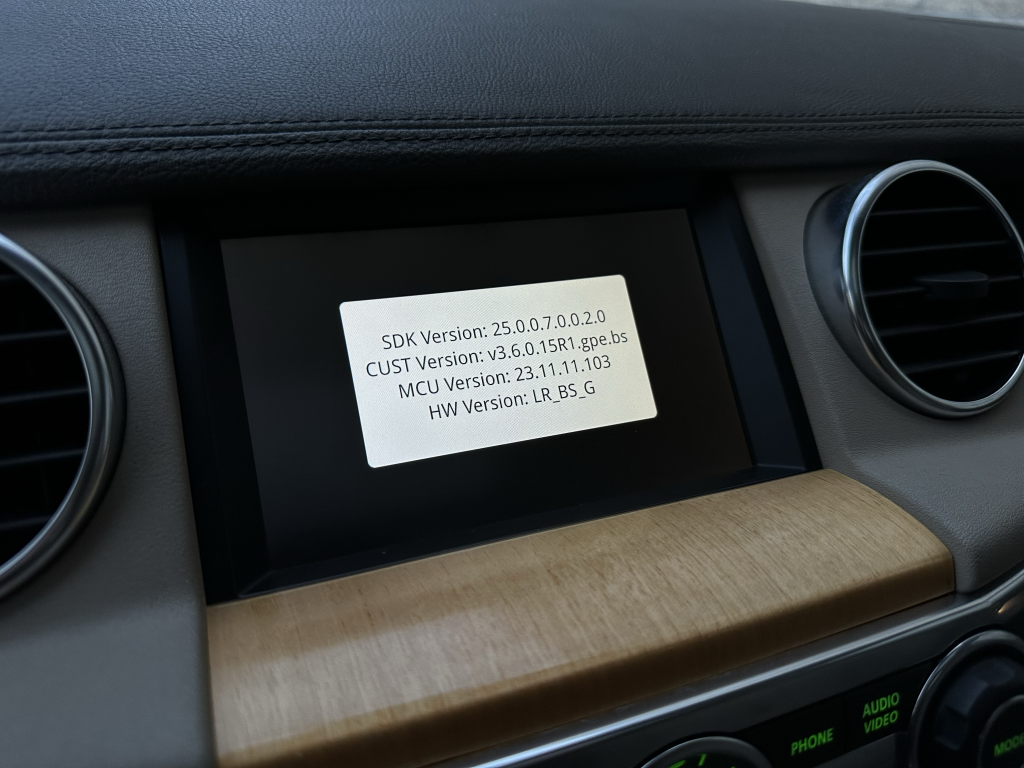 SDK Version: 25.0.0.7.0.0.2.0
CUST Version: v3.6.0.15R1.gpe.bs
MCU Version: 23.11.11.103
HW Version: LR_BS_G
AUDIO
VIDEO
PHONE
MODE